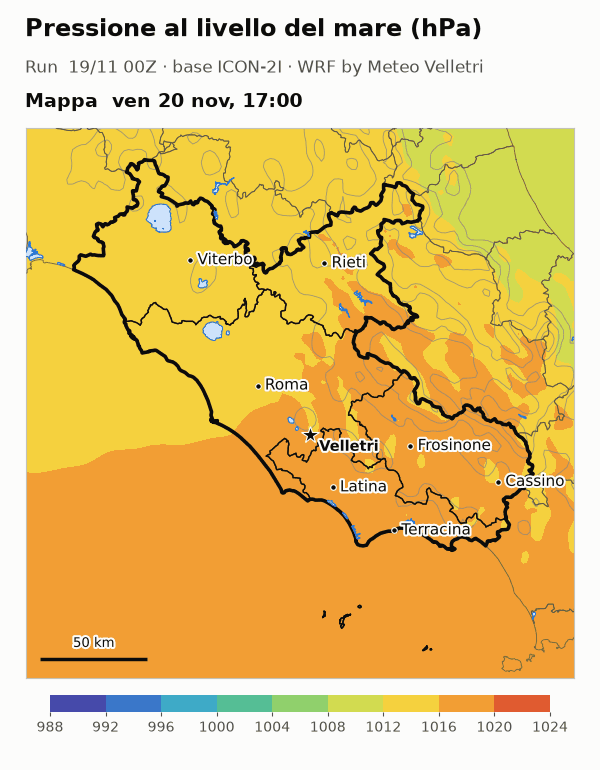 Pressione al livello del mare (hPa)
Run  19/11 00Z · base ICON-2I · WRF by Meteo Velletri
Mappa  ven 20 nov, 17:00
Viterbo
Rieti
Roma
Velletri
Frosinone
Cassino
Latina
Terracina
50 km
988 992 996 1000 1004 1008 1012 1016 1020 1024